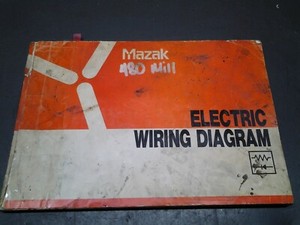 Mazak
480 Mill
ELECTRIC
WIRING DIAGRAM